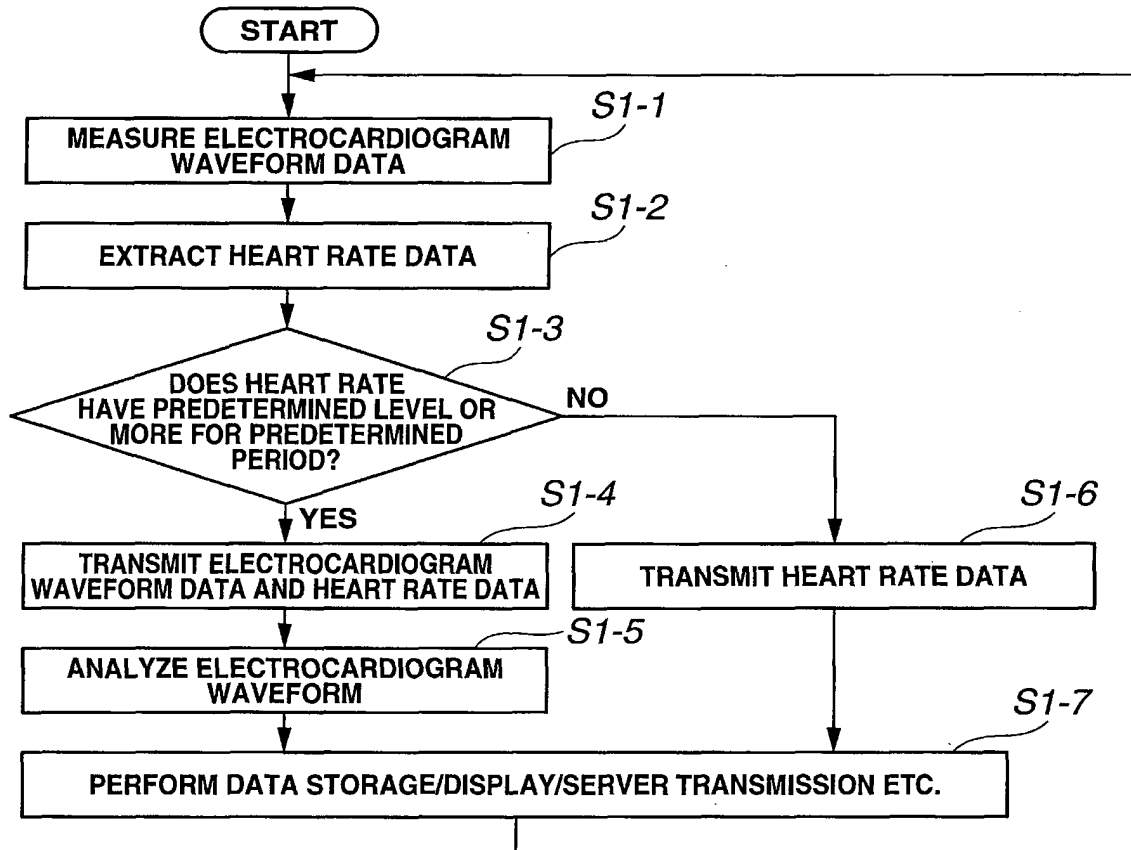 START
S1-1
MEASURE ELECTROCARDIOGRAM
WAVEFORM DATA
S1-2
EXTRACT HEART RATE DATA
S1-3
DOES HEART RATE
HAVE PREDETERMINED LEVEL OR
MORE FOR PREDETERMINED
PERIOD?
NO
YES
S1-4
TRANSMIT ELECTROCARDIOGRAM
WAVEFORM DATA AND HEART RATE DATA
S1-6
TRANSMIT HEART RATE DATA
S1-5
ANALYZE ELECTROCARDIOGRAM
WAVEFORM
S1-7
PERFORM DATA STORAGE/DISPLAY/SERVER TRANSMISSION ETC.